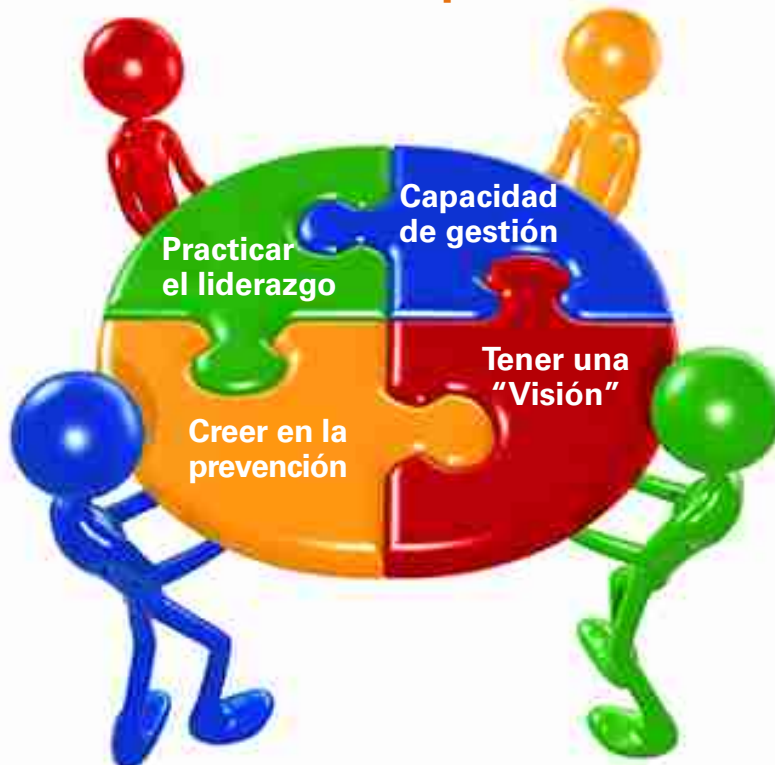 Practicar
el liderazgo
Capacidad
de gestión
Creer en la
prevención
Tener una
“Visión”